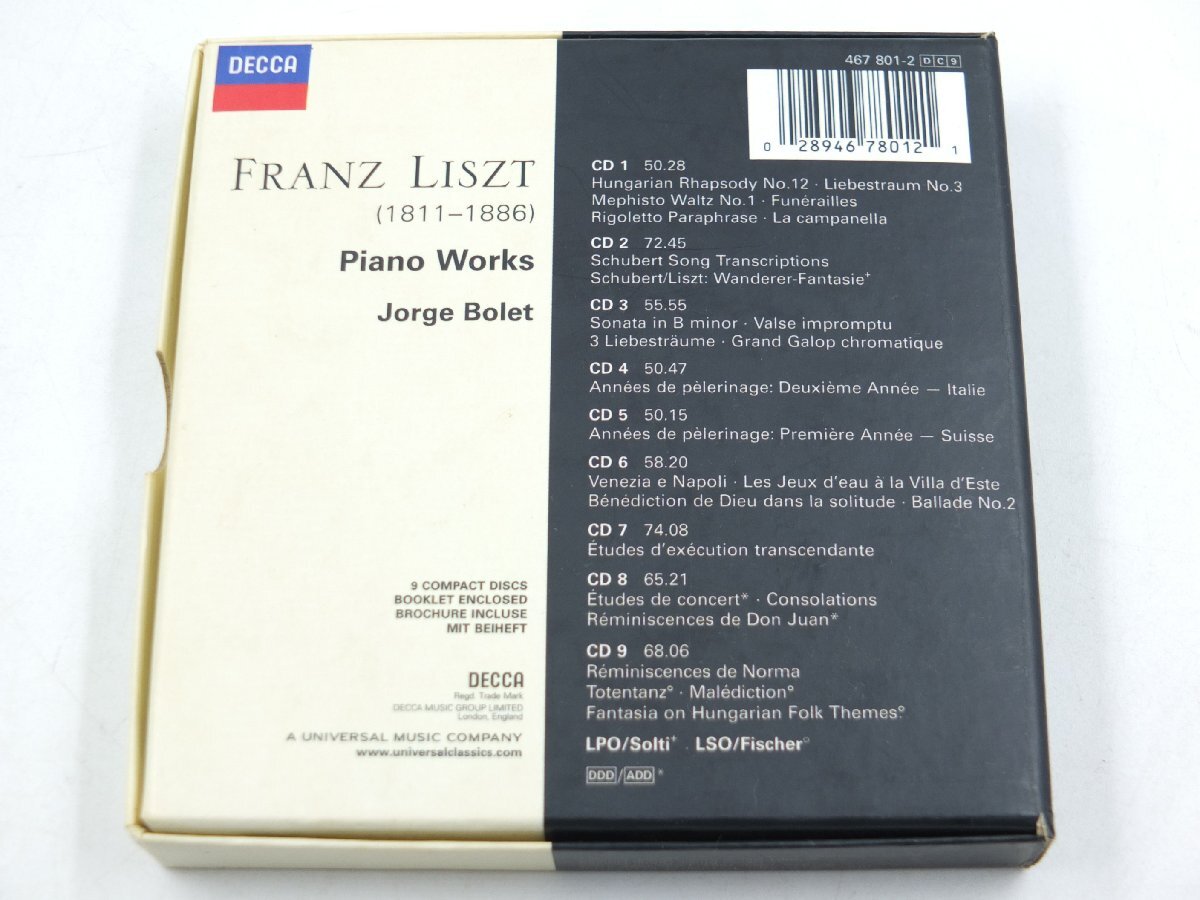 DECCA
FRANZ LISZT
(1811–1886)
Piano Works
Jorge Bolet
9 COMPACT DISCS
BOOKLET ENCLOSED
BROCHURE INCLUSE
MIT BEIHEFT
DECCA
Regd. Trade Mark
DECCA MUSIC GROUP LIMITED
London, England
A UNIVERSAL MUSIC COMPANY
www.universalclassics.com
467 801-2 D C 9
0 28946 78012 1
CD 1 50.28
Hungarian Rhapsody No.12 · Liebestraum No.3
Mephisto Waltz No.1 · Funérailles
Rigoletto Paraphrase · La campanella
CD 2 72.45
Schubert Song Transcriptions
Schubert/Liszt: Wanderer-Fantasie+
CD 3 55.55
Sonata in B minor · Valse impromptu
3 Liebesträume · Grand Galop chromatique
CD 4 50.47
Années de pèlerinage: Deuxième Année – Italie
CD 5 50.15
Années de pèlerinage: Première Année – Suisse
CD 6 58.20
Venezia e Napoli · Les Jeux d'eau à la Villa d'Este
Bénédiction de Dieu dans la solitude · Ballade No.2
CD 7 74.08
Études d'exécution transcendante
CD 8 65.21
Études de concert* · Consolations
Réminiscences de Don Juan*
CD 9 68.06
Réminiscences de Norma
Totentanz° · Malédiction°
Fantasia on Hungarian Folk Themes°
LPO/Solti+ · LSO/Fischer°
DDD/ADD*